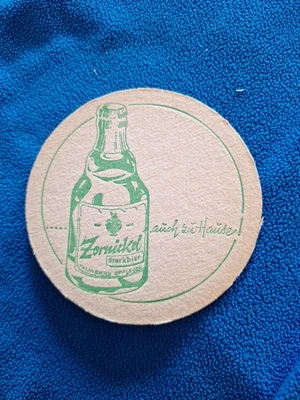 ..... auch zu Hause!
Zornickel
Starkbier